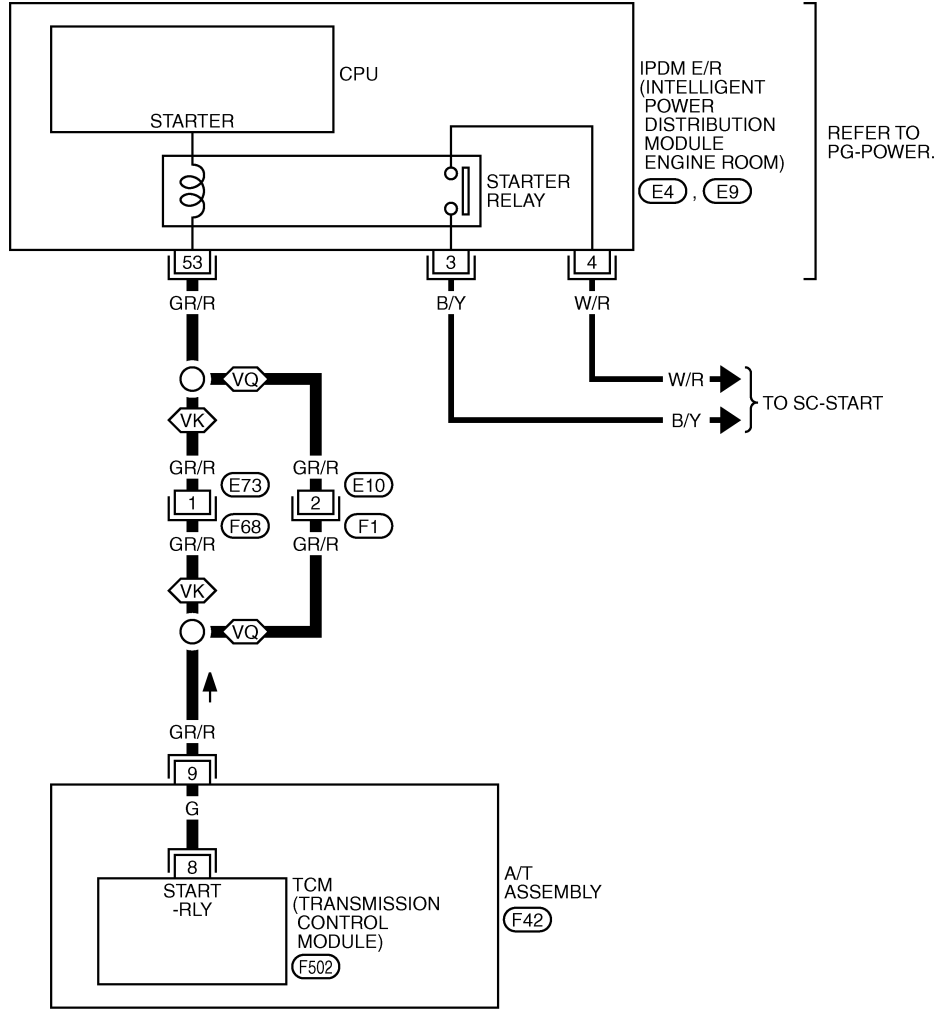 CPU
STARTER
IPDM E/R
(INTELLIGENT
POWER
DISTRIBUTION
MODULE
ENGINE ROOM)
E4 , E9
REFER TO
PG-POWER.
STARTER
RELAY
53
3
4
GR/R
B/Y
W/R
VQ
W/R
TO SC-START
B/Y
VK
GR/R
GR/R
E73
E10
1
2
F68
F1
GR/R
GR/R
VK
VQ
GR/R
9
G
8
START
-RLY
TCM
(TRANSMISSION
CONTROL
MODULE)
F502
A/T
ASSEMBLY
F42